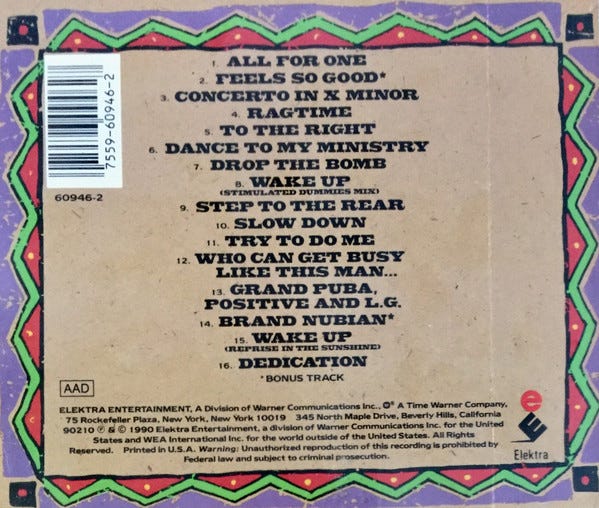 1. ALL FOR ONE
2. FEELS SO GOOD*
3. CONCERTO IN X MINOR
4. RAGTIME
5. TO THE RIGHT
6. DANCE TO MY MINISTRY
7. DROP THE BOMB
8. WAKE UP
(STIMULATED DUMMIES MIX)
9. STEP TO THE REAR
10. SLOW DOWN
11. TRY TO DO ME
12. WHO CAN GET BUSY
LIKE THIS MAN...
13. GRAND PUBA,
POSITIVE AND L.G.
14. BRAND NUBIAN*
15. WAKE UP
(REPRISE IN THE SUNSHINE)
16. DEDICATION
*BONUS TRACK
7559-60946-2
60946-2
AAD
ELEKTRA ENTERTAINMENT, A Division of Warner Communications Inc., ® A Time Warner Company,
75 Rockefeller Plaza, New York, New York 10019 345 North Maple Drive, Beverly Hills, California
90210 ℗ & © 1990 Elektra Entertainment, a division of Warner Communications Inc. for the United
States and WEA International Inc. for the world outside of the United States. All Rights
Reserved. Printed in U.S.A. Warning: Unauthorized reproduction of this recording is prohibited by
Federal law and subject to criminal prosecution.
e
E
Elektra